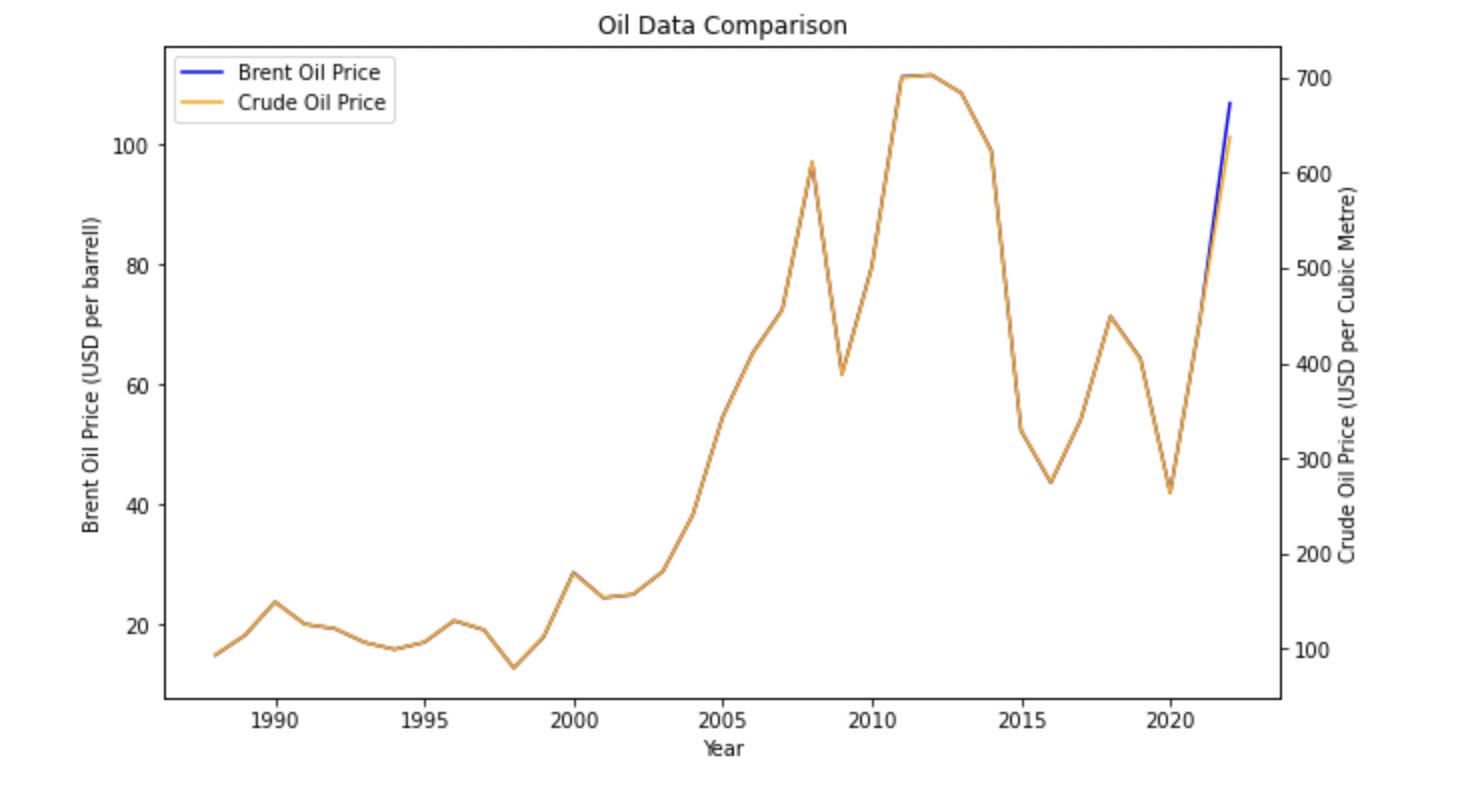 Oil Data Comparison
Brent Oil Price
Crude Oil Price
Brent Oil Price (USD per barrell)
100
80
60
40
20
700
600
500
400
300
200
100
Crude Oil Price (USD per Cubic Metre)
1990 1995 2000 2005 2010 2015 2020
Year